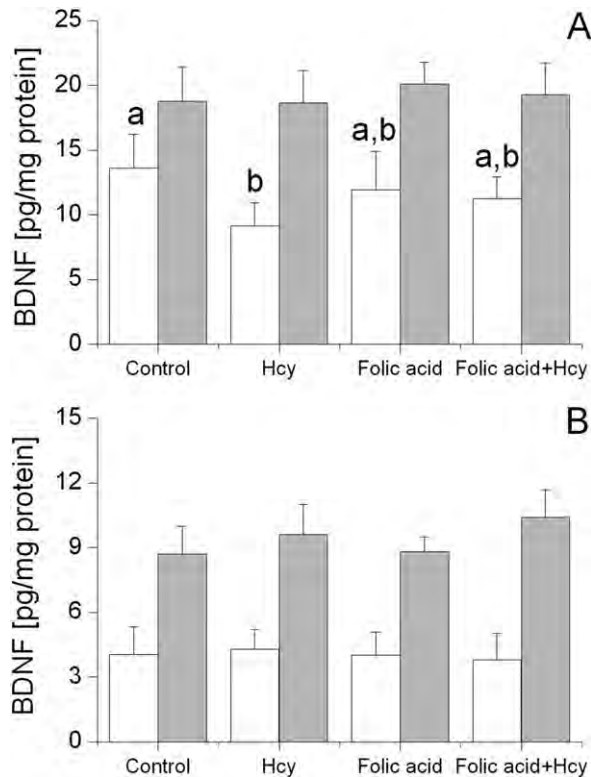 A
BDNF [pg/mg protein]
25
20
15
10
5
0
a
b
a,b
a,b
Control
Hcy
Folic acid
Folic acid+Hcy
B
BDNF [pg/mg protein]
15
12
9
6
3
0
Control
Hcy
Folic acid
Folic acid+Hcy